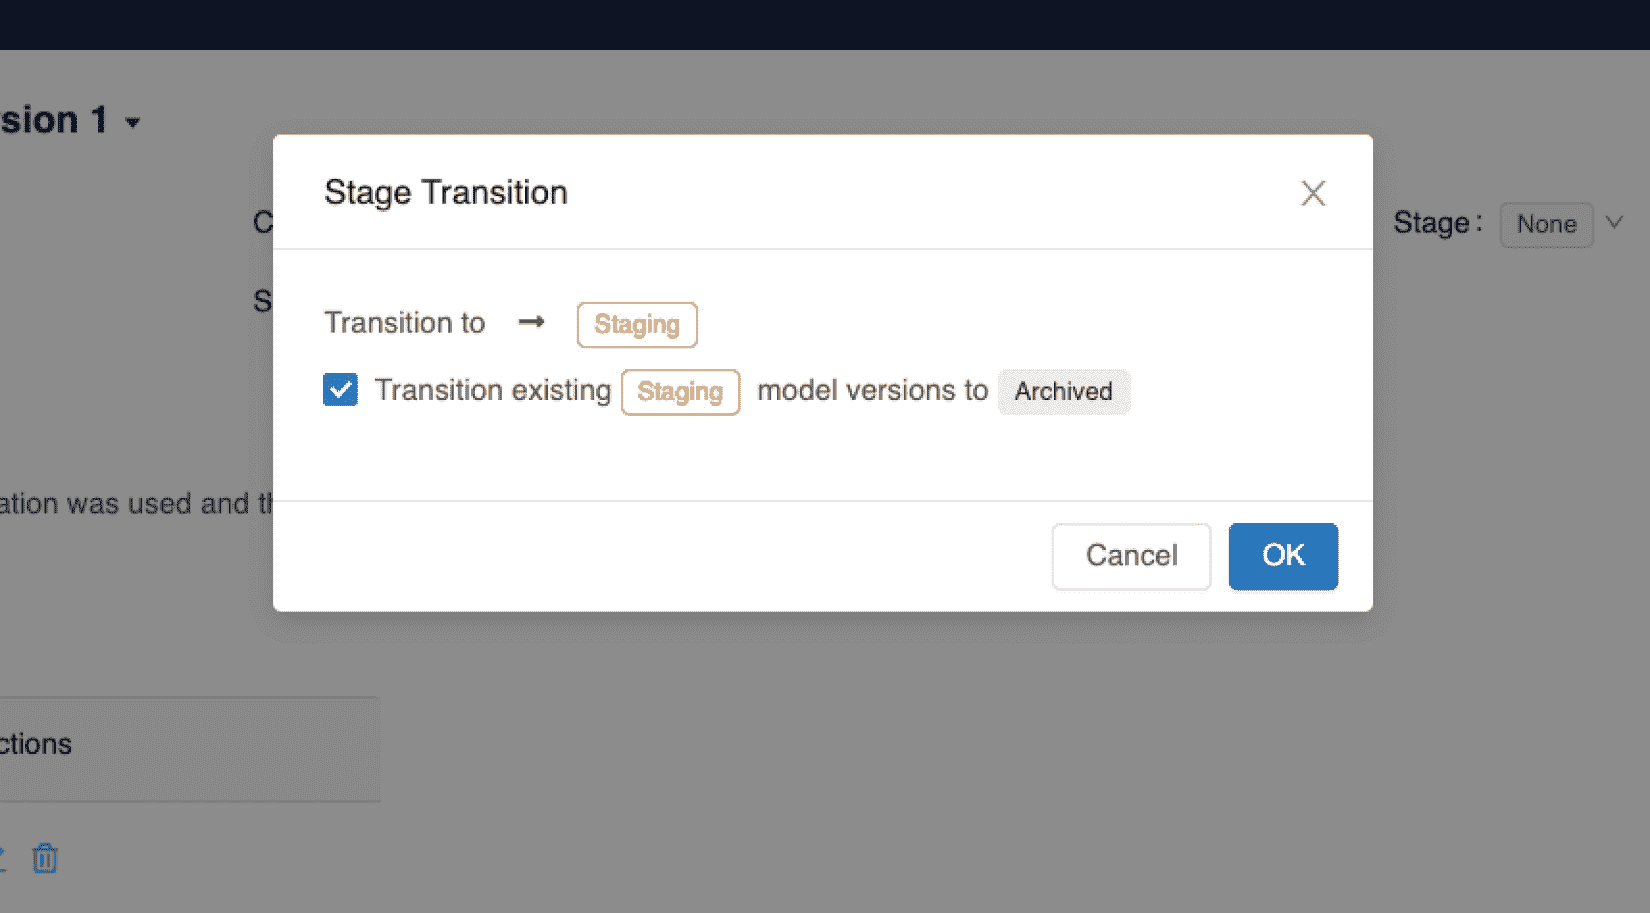 sion 1
Stage Transition
Stage: None
Transition to → Staging
Transition existing Staging model versions to Archived
ation was used and th
Cancel OK
ctions